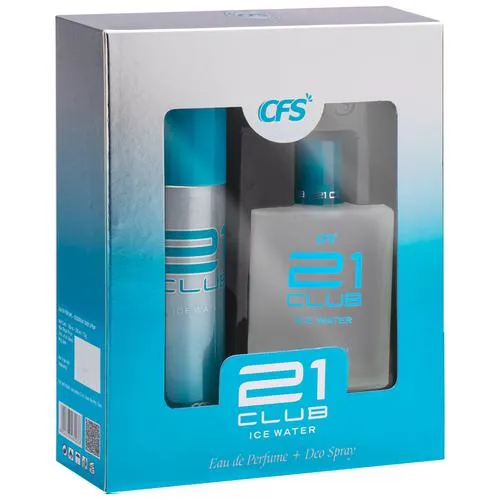 CFS
21
CLUB
ICE WATER
21 C
CFS
21
CLUB
ICE WATER
21
CLUB
ICE WATER
Eau de Perfume + Deo Spray